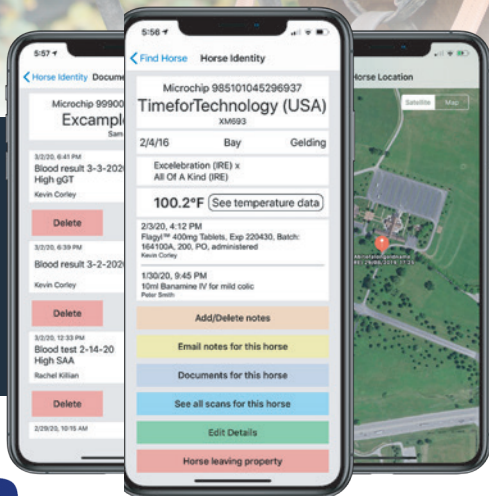 5:57
Horse Identity Docume
Microchip 99900
Excampl
Sam
3/2/20, 6:41 PM
Blood result 3-3-202
High gGT
Kevin Corley
Delete
3/2/20, 6:39 PM
Blood result 3-2-202
Kevin Corley
Delete
3/2/20, 12:33 PM
Blood test 2-14-20
High SAA
Rachel Killian
Delete
2/29/20, 10:15 AM
5:56
Find Horse Horse Identity
Microchip 985101045296937
TimeforTechnology (USA)
XM693
2/4/16 Bay Gelding
Excelebration (IRE) x
All Of A Kind (IRE)
100.2°F See temperature data
2/3/20, 4:12 PM
Flagyl™ 400mg Tablets, Exp 220430, Batch:
164100A, 200, PO, administered
Kevin Corley
1/30/20, 9:45 PM
10ml Banamine IV for mild colic
Peter Smith
Add/Delete notes
Email notes for this horse
Documents for this horse
See all scans for this horse
Edit Details
Horse leaving property
Horse Location
Satellite Map